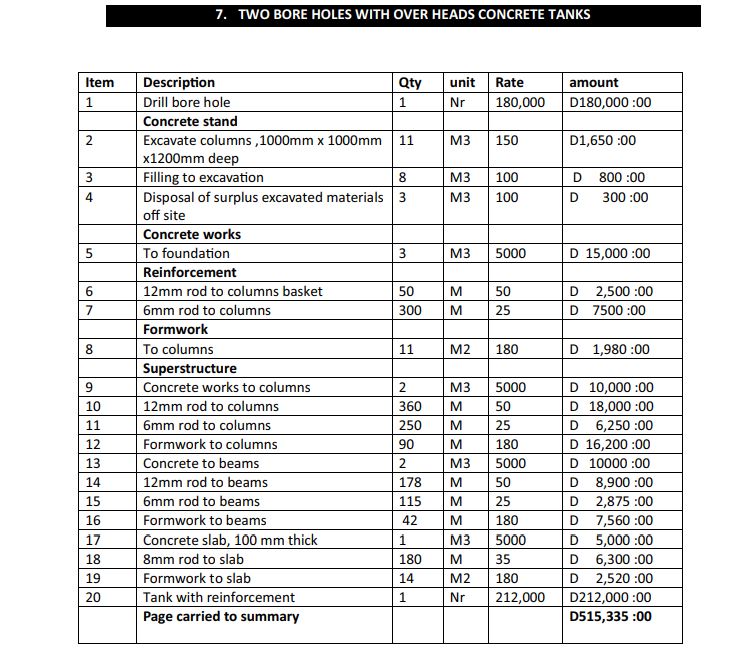 7. TWO BORE HOLES WITH OVER HEADS CONCRETE TANKS
Item Description Qty unit Rate amount
1 Drill bore hole 1 Nr 180,000 D180,000 :00
Concrete stand
2 Excavate columns ,1000mm x 1000mm 11 M3 150 D1,650 :00
x1200mm deep
3 Filling to excavation 8 M3 100 D 800 :00
4 Disposal of surplus excavated materials 3 M3 100 D 300 :00
off site
Concrete works
5 To foundation 3 M3 5000 D 15,000 :00
Reinforcement
6 12mm rod to columns basket 50 M 50 D 2,500 :00
7 6mm rod to columns 300 M 25 D 7500 :00
Formwork
8 To columns 11 M2 180 D 1,980 :00
Superstructure
9 Concrete works to columns 2 M3 5000 D 10,000 :00
10 12mm rod to columns 360 M 50 D 18,000 :00
11 6mm rod to columns 250 M 25 D 6,250 :00
12 Formwork to columns 90 M 180 D 16,200 :00
13 Concrete to beams 2 M3 5000 D 10000 :00
14 12mm rod to beams 178 M 50 D 8,900 :00
15 6mm rod to beams 115 M 25 D 2,875 :00
16 Formwork to beams 42 M 180 D 7,560 :00
17 Concrete slab, 100 mm thick 1 M3 5000 D 5,000 :00
18 8mm rod to slab 180 M 35 D 6,300 :00
19 Formwork to slab 14 M2 180 D 2,520 :00
20 Tank with reinforcement 1 Nr 212,000 D212,000 :00
Page carried to summary D515,335 :00